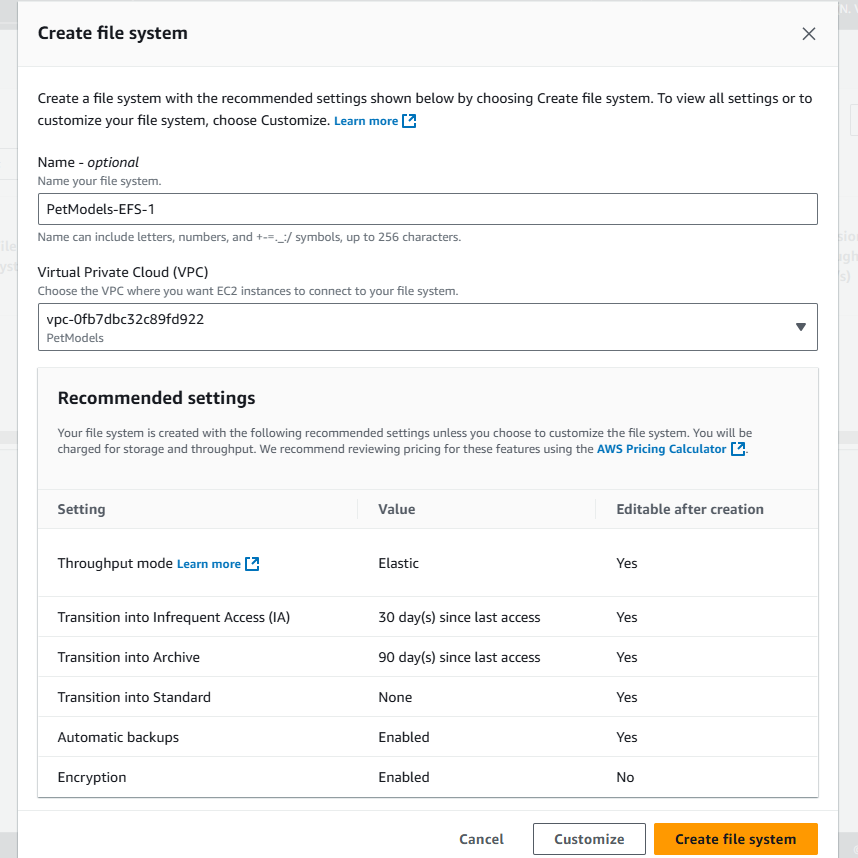 Create file system
Create a file system with the recommended settings shown below by choosing Create file system. To view all settings or to
customize your file system, choose Customize. Learn more
Name - optional
Name your file system.
PetModels-EFS-1
Name can include letters, numbers, and +-=._:/ symbols, up to 256 characters.
Virtual Private Cloud (VPC)
Choose the VPC where you want EC2 instances to connect to your file system.
vpc-0fb7dbc32c89fd922
PetModels
Recommended settings
Your file system is created with the following recommended settings unless you choose to customize the file system. You will be
charged for storage and throughput. We recommend reviewing pricing for these features using the AWS Pricing Calculator.
Setting Value Editable after creation
Throughput mode Learn more Elastic Yes
Transition into Infrequent Access (IA) 30 day(s) since last access Yes
Transition into Archive 90 day(s) since last access Yes
Transition into Standard None Yes
Automatic backups Enabled Yes
Encryption Enabled No
Cancel Customize Create file system